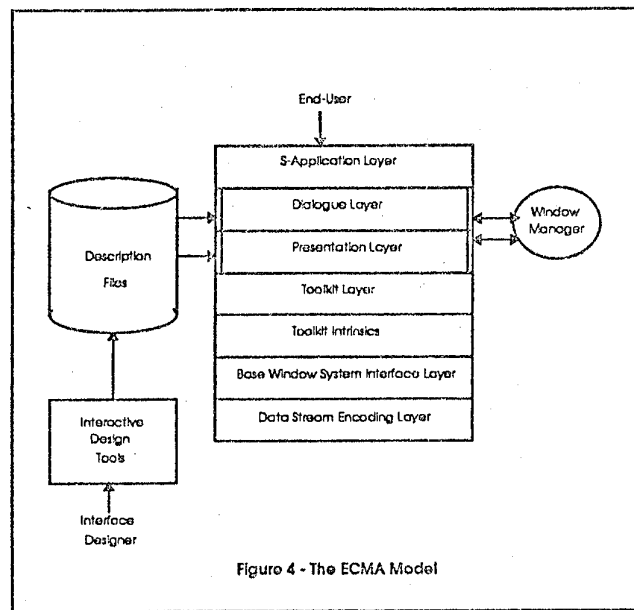 End-User
S-Application Layer
Dialogue Layer
Presentation Layer
Toolkit Layer
Toolkit Intrinsics
Base Window System Interface Layer
Data Stream Encoding Layer
Description
Files
Window
Manager
Interactive
Design
Tools
Interface
Designer
Figure 4 - The ECMA Model